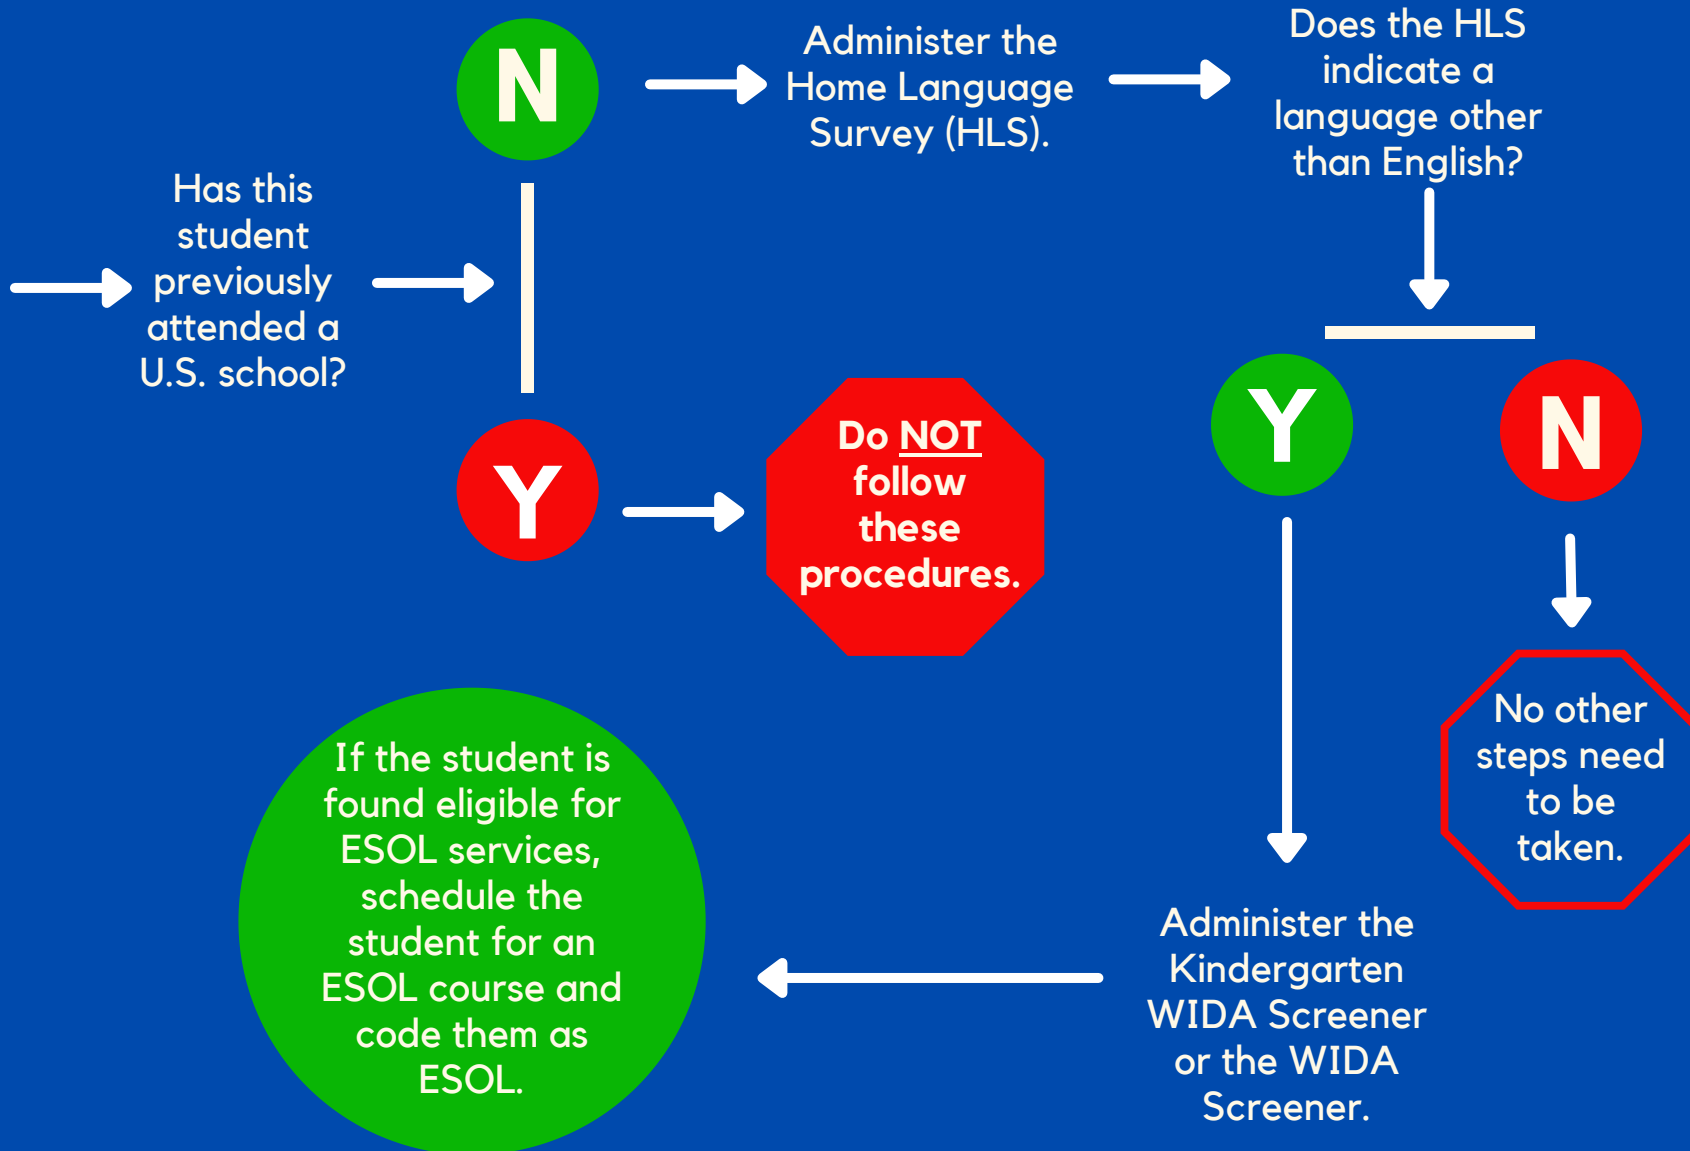 Has this
student
previously
attended a
U.S. school?
N
Administer the
Home Language
Survey (HLS).
Does the HLS
indicate a
language other
than English?
Y
Do NOT
follow
these
procedures.
Y
N
No other
steps need
to be
taken.
Administer the
Kindergarten
WIDA Screener
or the WIDA
Screener.
If the student is
found eligible for
ESOL services,
schedule the
student for an
ESOL course and
code them as
ESOL.